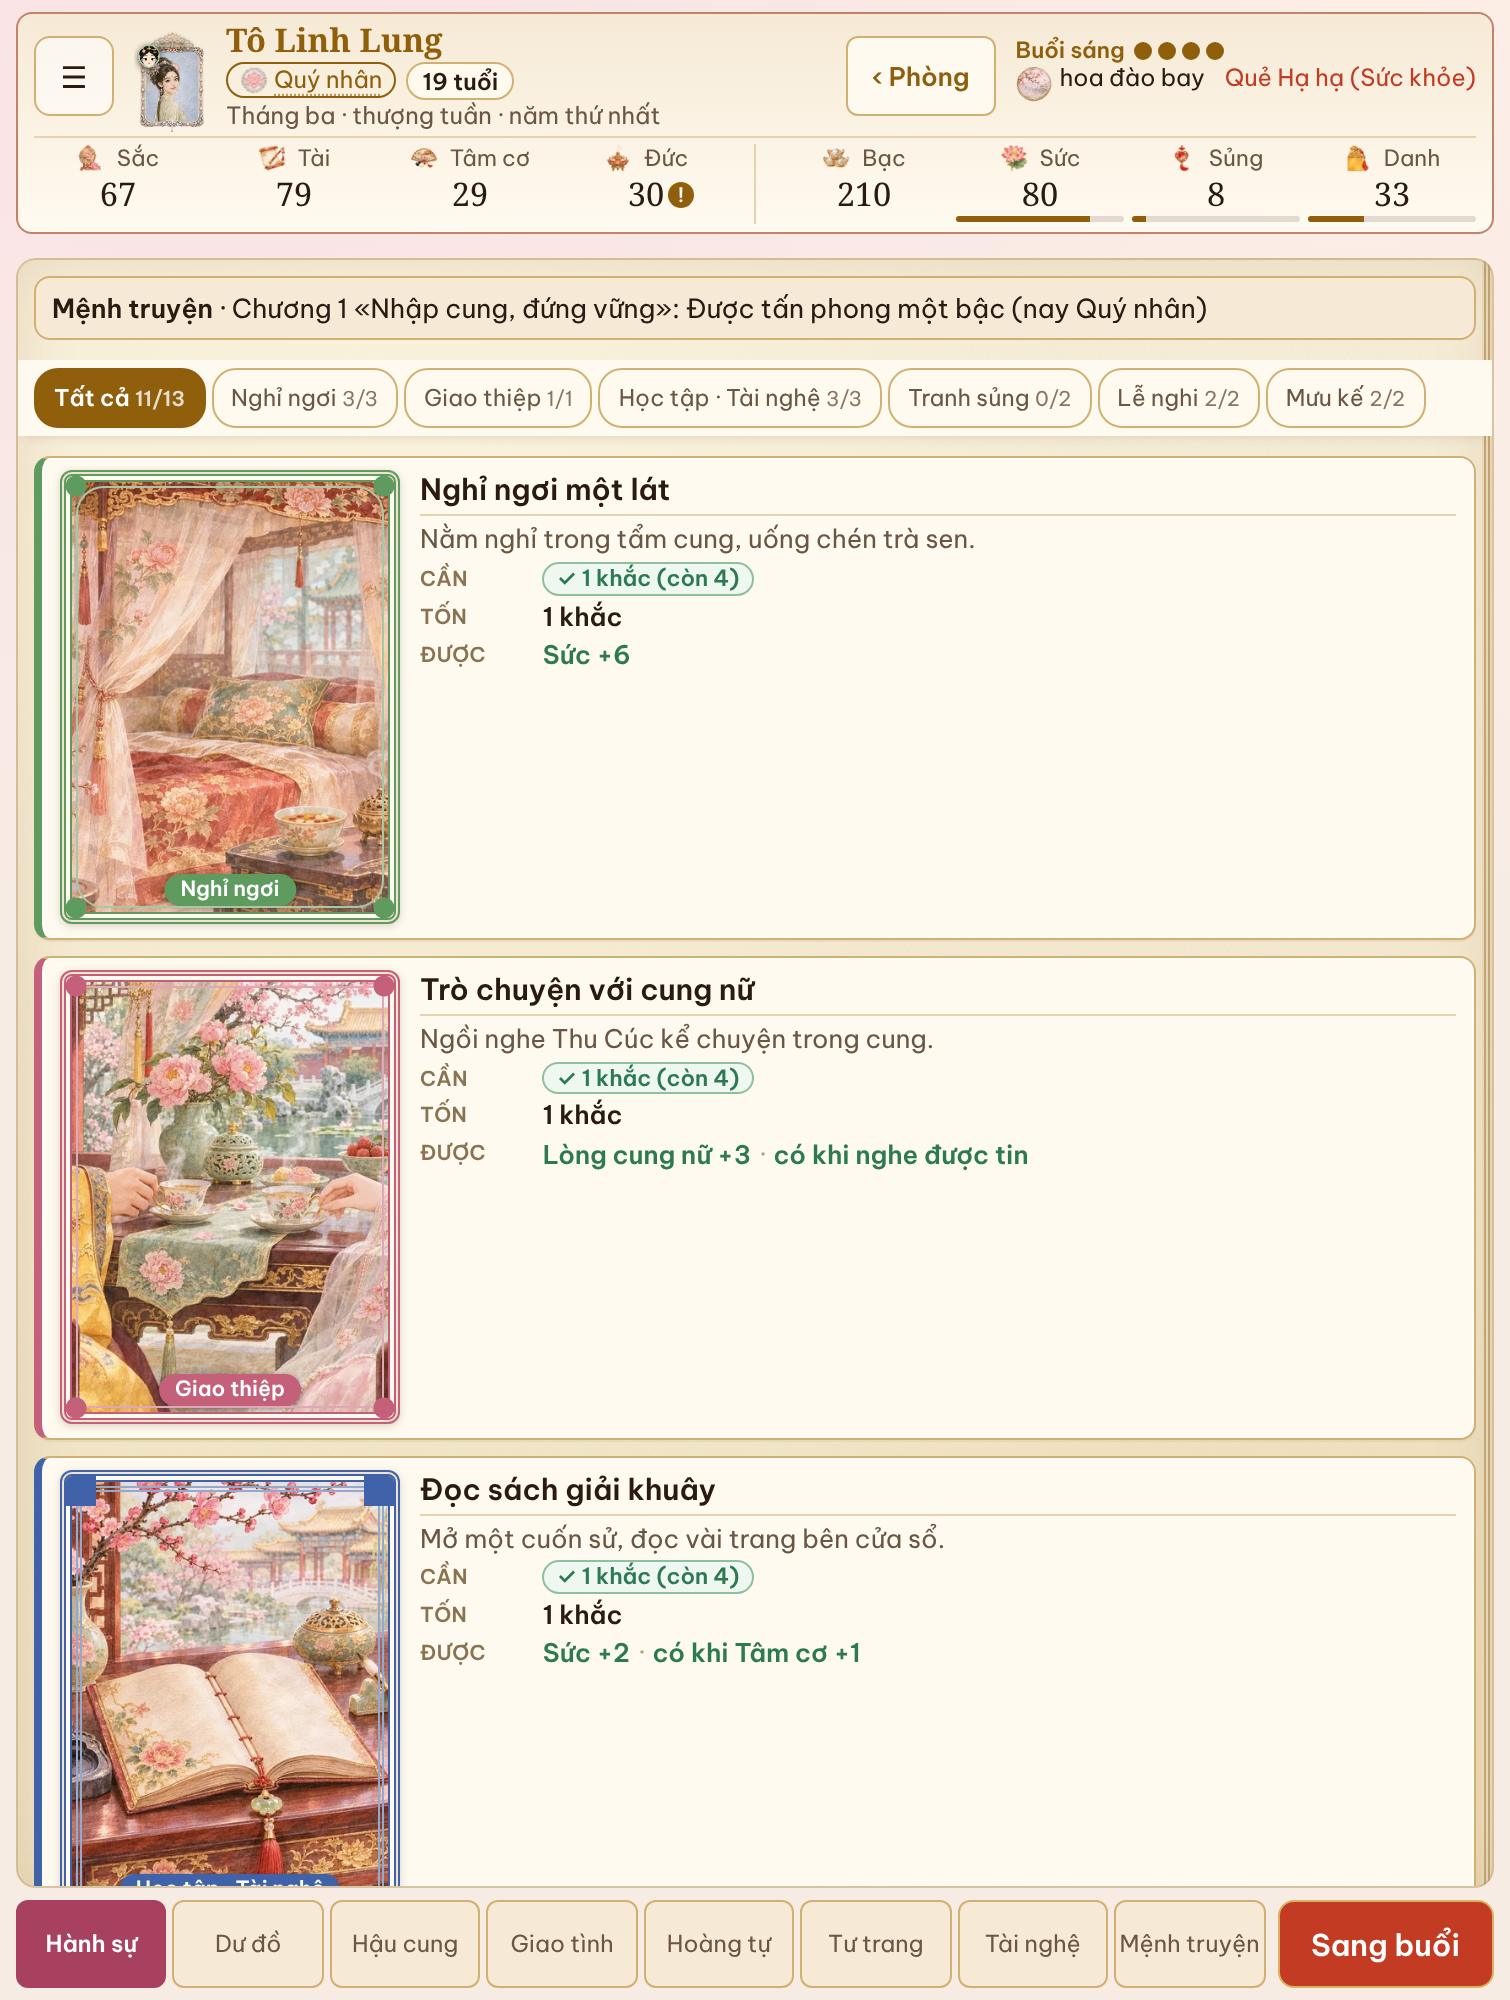 ☰
Tô Linh Lung
Quý nhân 19 tuổi
Tháng ba · thượng tuần · năm thứ nhất
‹ Phòng
Buổi sáng
hoa đào bay Quẻ Hạ hạ (Sức khỏe)
Sắc Tài Tâm cơ Đức Bạc Sức Sủng Danh
67 79 29 30 ! 210 80 8 33
Mệnh truyện · Chương 1 «Nhập cung, đứng vững»: Được tấn phong một bậc (nay Quý nhân)
Tất cả 11/13 Nghỉ ngơi 3/3 Giao thiệp 1/1 Học tập · Tài nghệ 3/3 Tranh sủng 0/2 Lễ nghi 2/2 Mưu kế 2/2
Nghỉ ngơi một lát
Nằm nghỉ trong tẩm cung, uống chén trà sen.
CẦN ✓ 1 khắc (còn 4)
TỐN 1 khắc
ĐƯỢC Sức +6
Nghỉ ngơi
Trò chuyện với cung nữ
Ngồi nghe Thu Cúc kể chuyện trong cung.
CẦN ✓ 1 khắc (còn 4)
TỐN 1 khắc
ĐƯỢC Lòng cung nữ +3 · có khi nghe được tin
Giao thiệp
Đọc sách giải khuây
Mở một cuốn sử, đọc vài trang bên cửa sổ.
CẦN ✓ 1 khắc (còn 4)
TỐN 1 khắc
ĐƯỢC Sức +2 · có khi Tâm cơ +1
Học tập · Tài nghệ
Hành sự Dư đồ Hậu cung Giao tình Hoàng tự Tư trang Tài nghệ Mệnh truyện Sang buổi